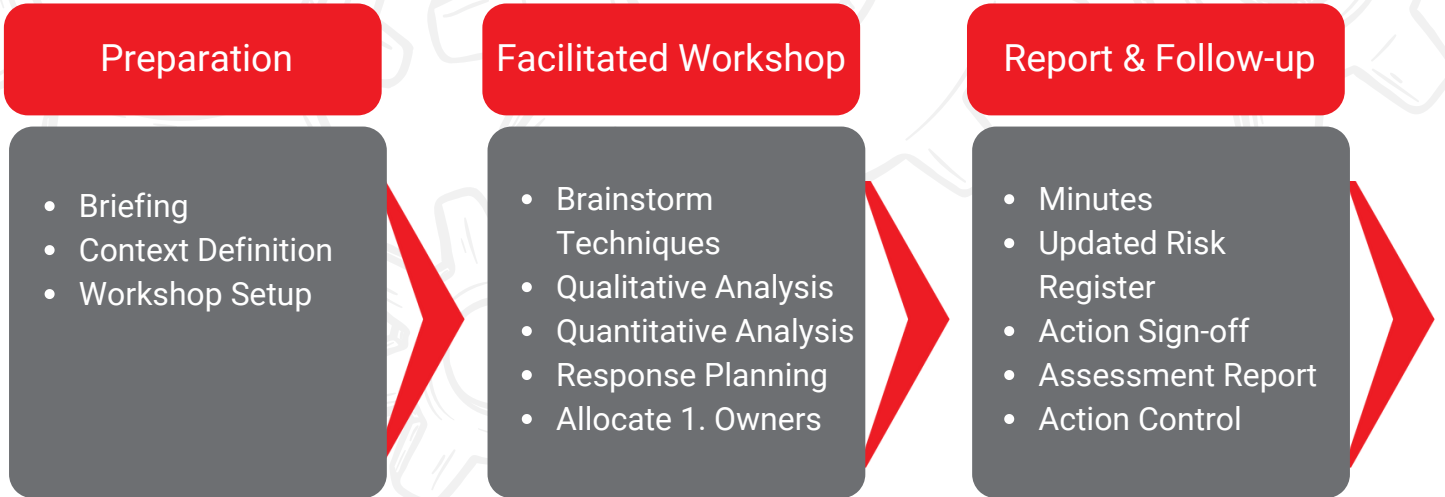 Preparation
• Briefing
• Context Definition
• Workshop Setup
Facilitated Workshop
• Brainstorm
Techniques
• Qualitative Analysis
• Quantitative Analysis
• Response Planning
• Allocate 1. Owners
Report & Follow-up
• Minutes
• Updated Risk
Register
• Action Sign-off
• Assessment Report
• Action Control